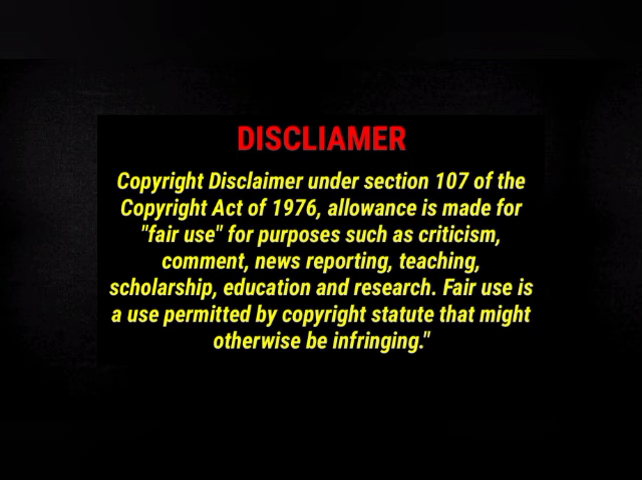 DISCLIAMER
Copyright Disclaimer under section 107 of the
Copyright Act of 1976, allowance is made for
"fair use" for purposes such as criticism,
comment, news reporting, teaching,
scholarship, education and research. Fair use is
a use permitted by copyright statute that might
otherwise be infringing."